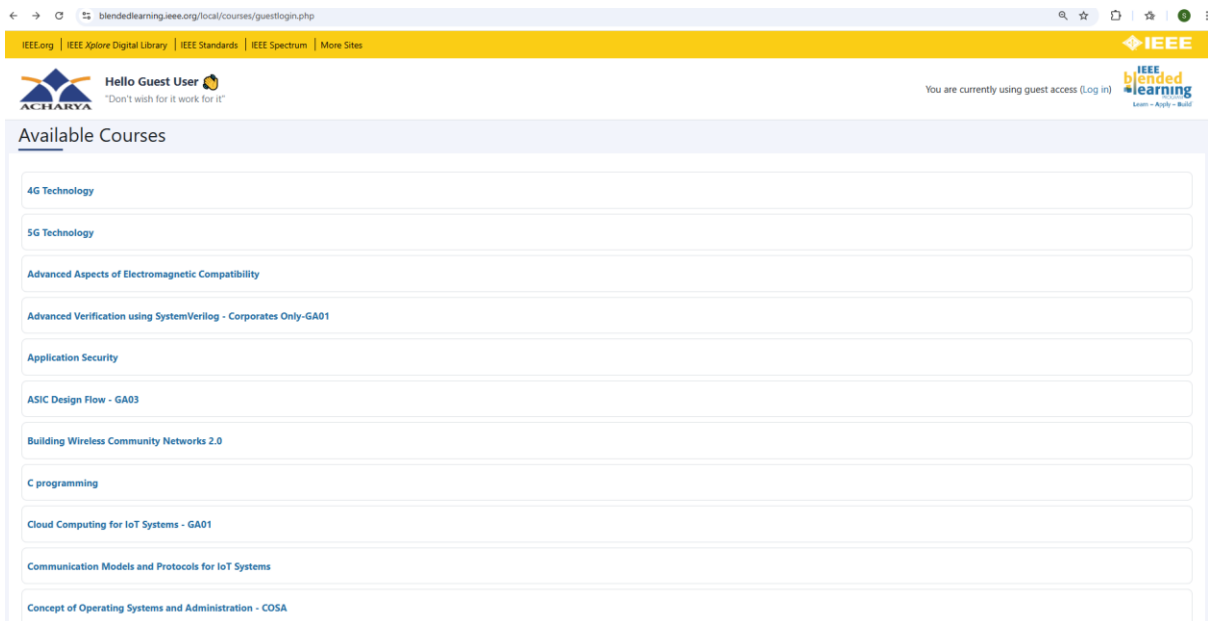 blendedlearning.ieee.org/local/courses/guestlogin.php
S
IEEE.org | IEEE Xplore Digital Library | IEEE Standards | IEEE Spectrum | More Sites
IEEE
ACHARYA
Hello Guest User
"Don't wish for it work for it"
You are currently using guest access (Log in)
IEEE
blended
learning
PROGRAM
Learn – Apply – Build
Available Courses
4G Technology
5G Technology
Advanced Aspects of Electromagnetic Compatibility
Advanced Verification using SystemVerilog - Corporates Only-GA01
Application Security
ASIC Design Flow - GA03
Building Wireless Community Networks 2.0
C programming
Cloud Computing for IoT Systems - GA01
Communication Models and Protocols for IoT Systems
Concept of Operating Systems and Administration - COSA